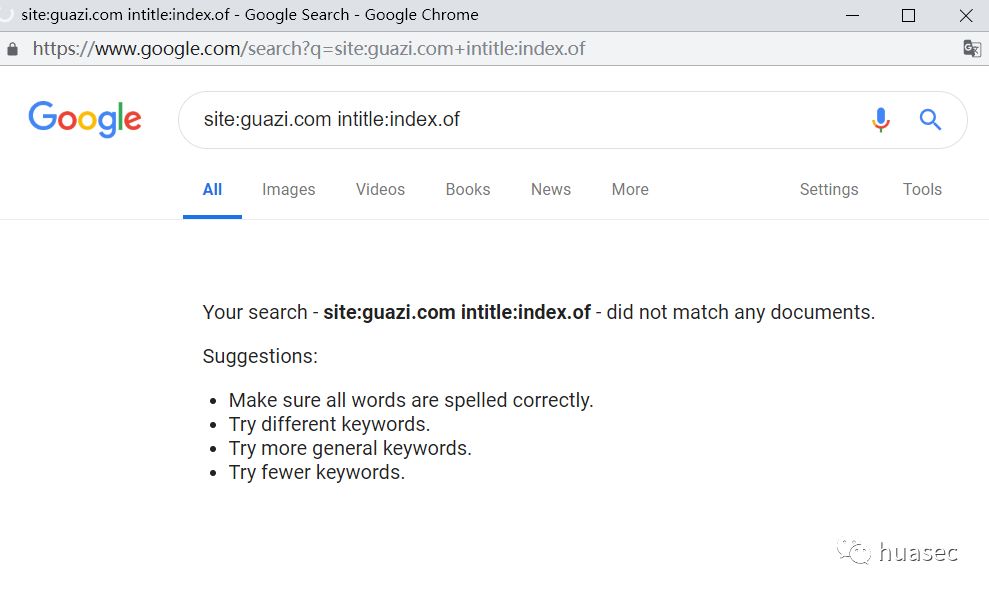 site:guazi.com intitle:index.of - Google Search - Google Chrome
https://www.google.com/search?q=site:guazi.com+intitle:index.of
Google
site:guazi.com intitle:index.of
All Images Videos Books News More Settings Tools
Your search - site:guazi.com intitle:index.of - did not match any documents.
Suggestions:
• Make sure all words are spelled correctly.
• Try different keywords.
• Try more general keywords.
• Try fewer keywords.
huasec